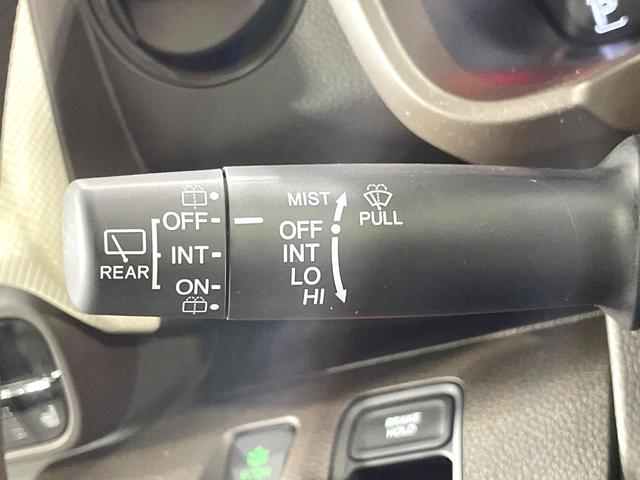 OFF
INT
ON
REAR
MIST
OFF
INT
LO
HI
PULL
BRAKE
HOLD